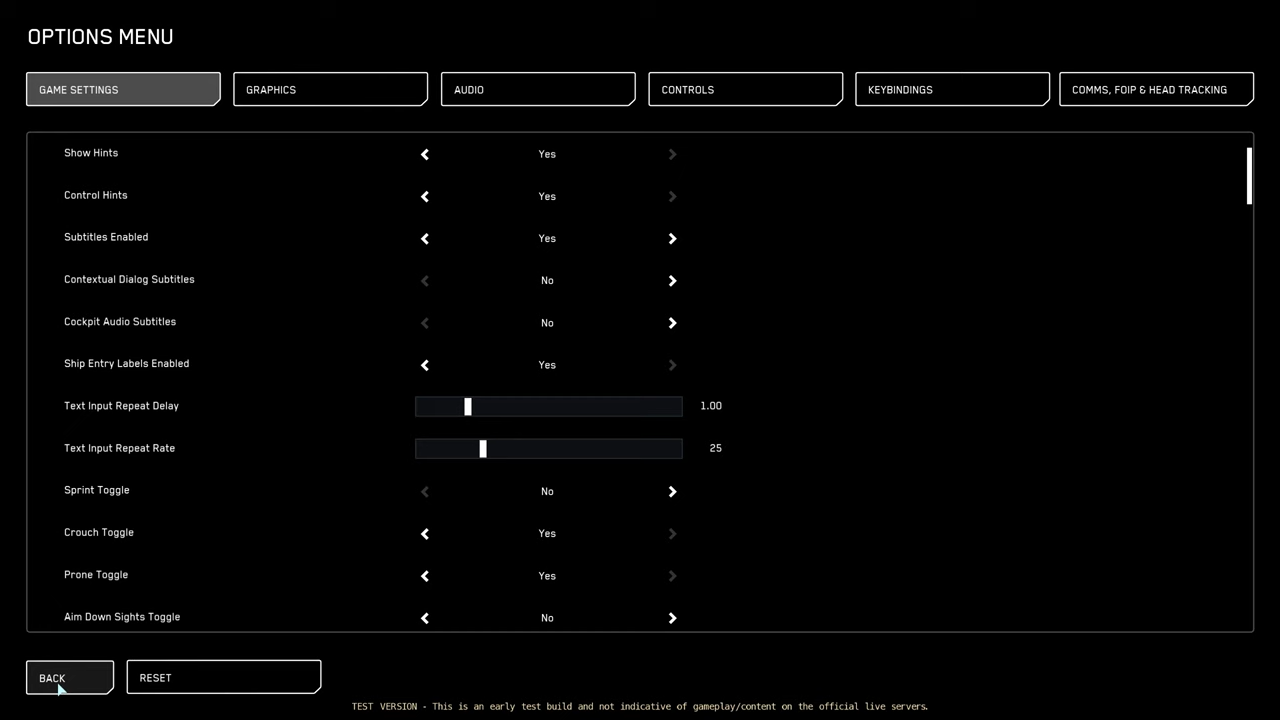 OPTIONS MENU
GAME SETTINGS
GRAPHICS
AUDIO
CONTROLS
KEYBINDINGS
COMMS, FOIP & HEAD TRACKING
Show Hints Yes
Control Hints Yes
Subtitles Enabled Yes
Contextual Dialog Subtitles No
Cockpit Audio Subtitles No
Ship Entry Labels Enabled Yes
Text Input Repeat Delay 1.00
Text Input Repeat Rate 25
Sprint Toggle No
Crouch Toggle Yes
Prone Toggle Yes
Aim Down Sights Toggle No
BACK
RESET
TEST VERSION - This is an early test build and not indicative of gameplay/content on the official live servers.